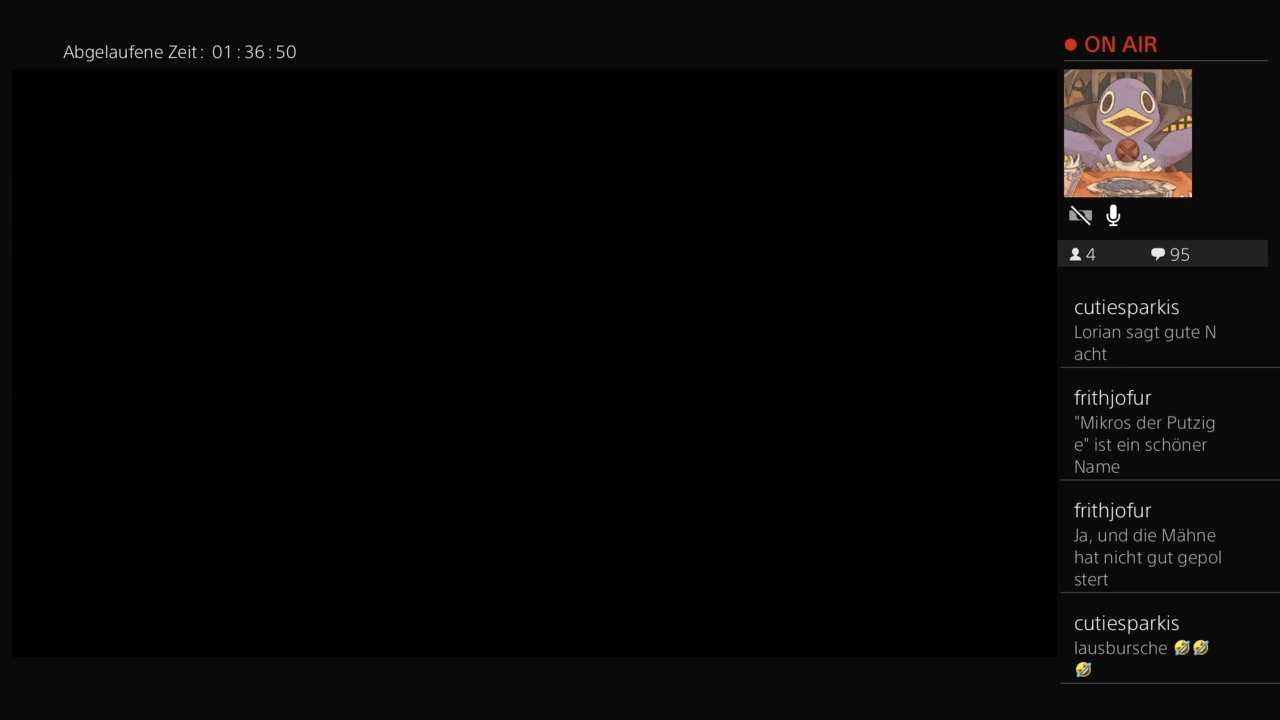 Abgelaufene Zeit: 01:36:50
ON AIR
4 95
cutiesparkis
Lorian sagt gute N
acht
frithjofur
"Mikros der Putzig
e" ist ein schöner
Name
frithjofur
Ja, und die Mähne
hat nicht gut gepol
stert
cutiesparkis
lausbursche 🤣🤣
🤣